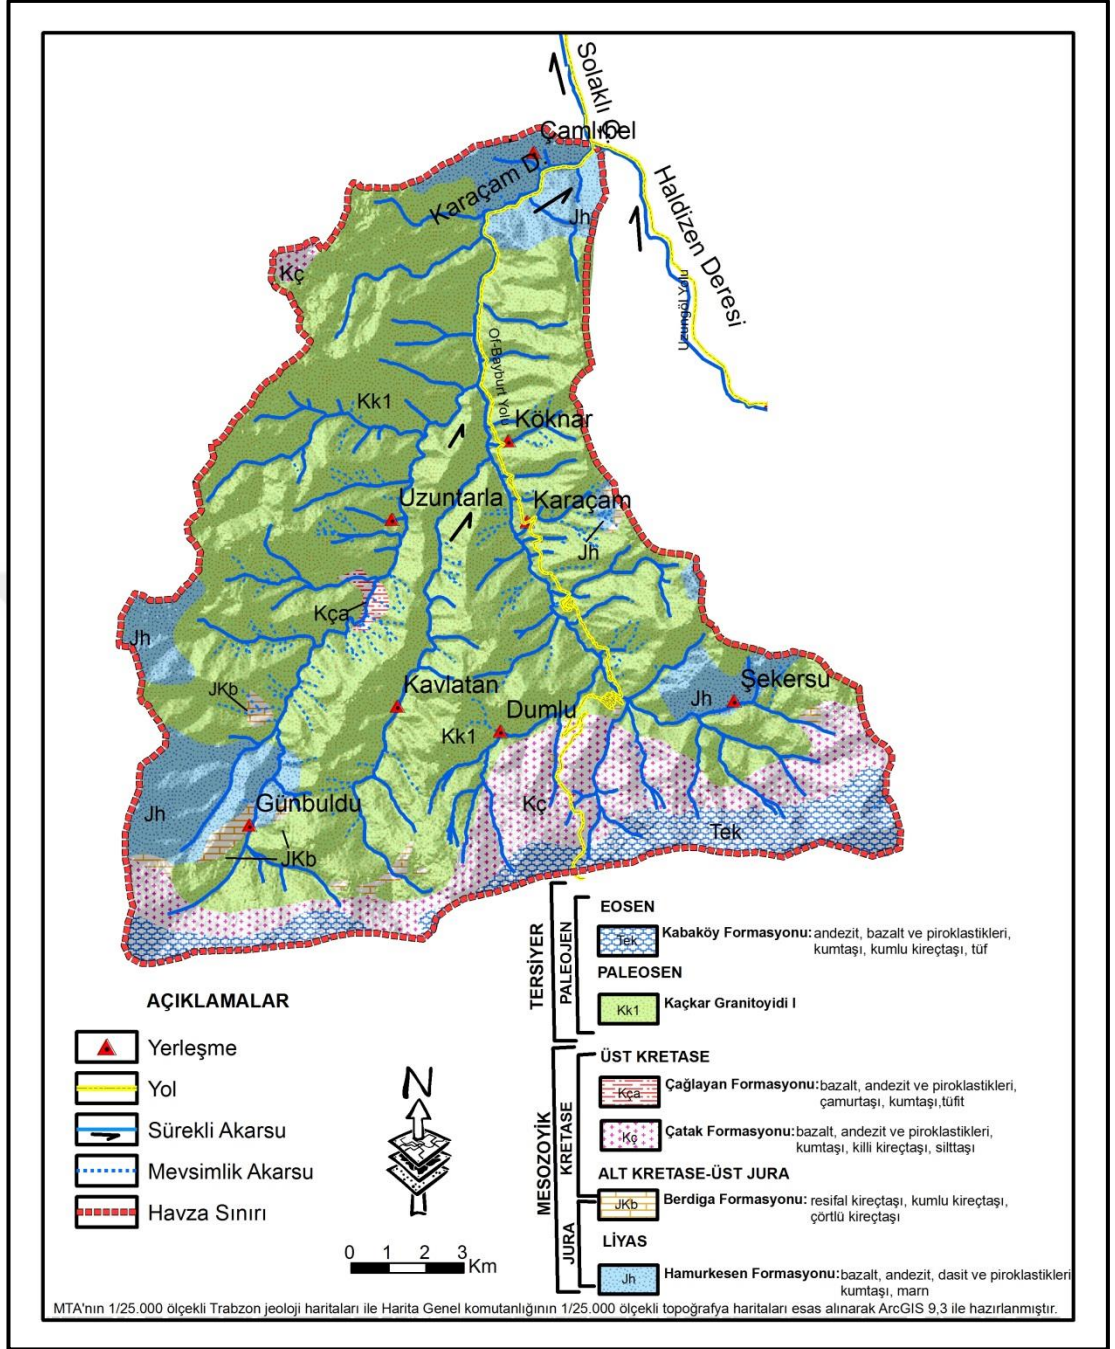 Solaklı Ç.
Çamlıbel
Karaçam D.
Haldizen Deresi
Uzungöl Yolu
Jh
Kç
Of-Bayburt Yolu
Kk1
Köknar
Uzuntarla
Karaçam
Jh
Kça
Jh
JKb
Kavlatan
Şekersu
Jh
Dumlu
Kk1
Günbuldu
Jh
Kç
Tek
JKb
TERSİYER
PALEOJEN
EOSEN
Tek
Kabaköy Formasyonu: andezit, bazalt ve piroklastikleri,
kumtaşı, kumlu kireçtaşı, tüf
PALEOSEN
Kk1
Kaçkar Granitoyidi I
MESOZOYİK
KRETASE
ÜST KRETASE
Kça
Çağlayan Formasyonu: bazalt, andezit ve piroklastikleri,
çamurtaşı, kumtaşı,tüfit
Kç
Çatak Formasyonu: bazalt, andezit ve piroklastikleri,
kumtaşı, killi kireçtaşı, silttaşı
ALT KRETASE-ÜST JURA
JKb
Berdiga Formasyonu: resifal kireçtaşı, kumlu kireçtaşı,
çörtlü kireçtaşı
JURA
LİYAS
Jh
Hamurkesen Formasyonu: bazalt, andezit, dasit ve piroklastikleri
kumtaşı, marn
AÇIKLAMALAR
Yerleşme
Yol
Sürekli Akarsu
Mevsimlik Akarsu
Havza Sınırı
N
0 1 2 3
Km
MTA'nın 1/25.000 ölçekli Trabzon jeoloji haritaları ile Harita Genel komutanlığının 1/25.000 ölçekli topoğrafya haritaları esas alınarak ArcGIS 9,3 ile hazırlanmıştır.